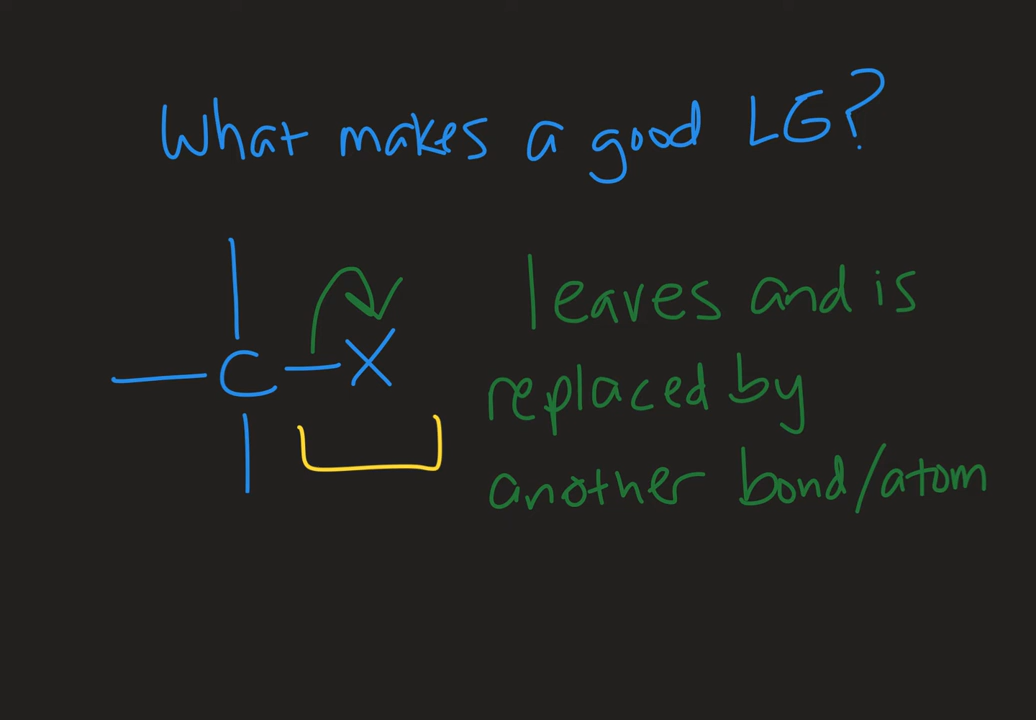 What makes a good LG?
C X
leaves and is
replaced by
another bond/atom